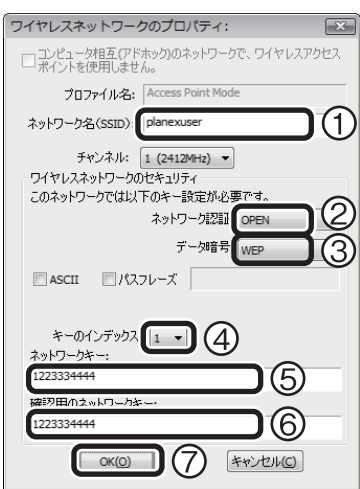 ワイヤレスネットワークのプロパティ:
コンピュータ相互(アドホック)のネットワークで、ワイヤレスアクセス
ポイントを使用しません。
プロファイル名: Access Point Mode
ネットワーク名(SSID): planexuser ①
チャンネル: 1 (2412MHz)
ワイヤレスネットワークのセキュリティ
このネットワークでは以下のキー設定が必要です。
ネットワーク認証 OPEN ②
データ暗号 WEP ③
ASCII パスフレーズ
キーのインデックス 1 ④
ネットワークキー:
1223334444 ⑤
確認用のネットワークキー:
1223334444 ⑥
OK(O) ⑦ キャンセル(C)